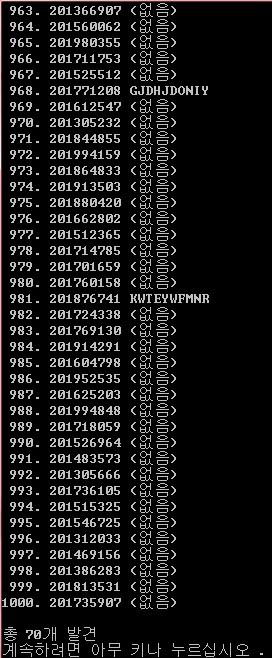 963. 201366907 (없음)
964. 201560062 (없음)
965. 201980355 (없음)
966. 201711753 (없음)
967. 201525512 (없음)
968. 201771208 GJDHJDONIY
969. 201612547 (없음)
970. 201305232 (없음)
971. 201844855 (없음)
972. 201994159 (없음)
973. 201864833 (없음)
974. 201913503 (없음)
975. 201880420 (없음)
976. 201662802 (없음)
977. 201512365 (없음)
978. 201714785 (없음)
979. 201701659 (없음)
980. 201760158 (없음)
981. 201876741 KWTEYWFMNR
982. 201724338 (없음)
983. 201769130 (없음)
984. 201914291 (없음)
985. 201604798 (없음)
986. 201952535 (없음)
987. 201625203 (없음)
988. 201994848 (없음)
989. 201718059 (없음)
990. 201526964 (없음)
991. 201483573 (없음)
992. 201305666 (없음)
993. 201736105 (없음)
994. 201515325 (없음)
995. 201546725 (없음)
996. 201312033 (없음)
997. 201469156 (없음)
998. 201386283 (없음)
999. 201813531 (없음)
1000. 201735907 (없음)
총 70개 발견
계속하려면 아무 키나 누르십시오 .